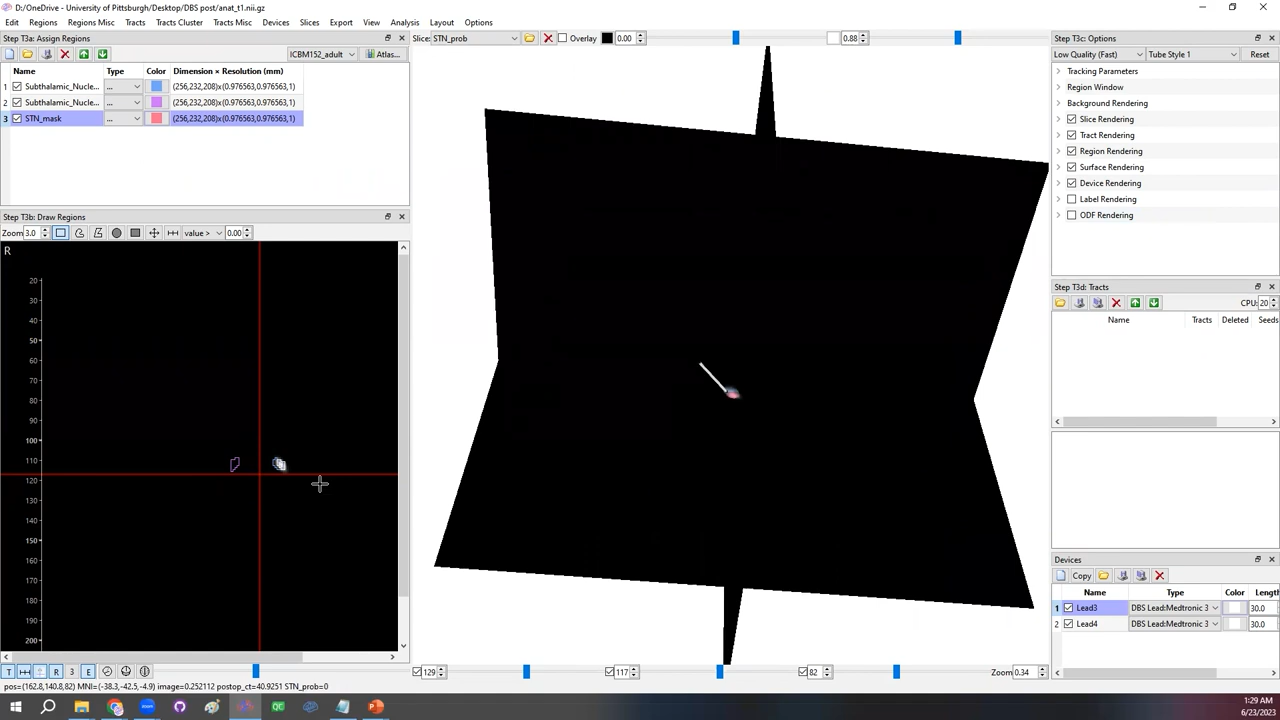 D:/OneDrive - University of Pittsburgh/Desktop/DBS post/anat_t1.nii.gz
Edit Regions Regions Misc Tracts Tracts Cluster Tracts Misc Devices Slices Export View Analysis Layout Options
Step T3a: Assign Regions
ICBM152_adult Atlas...
Name Type Color Dimension × Resolution (mm)
1 Subthalamic_Nucle... ... (256,232,208)x(0.976563,0.976563,1)
2 Subthalamic_Nucle... ... (256,232,208)x(0.976563,0.976563,1)
3 STN_mask ... (256,232,208)x(0.976563,0.976563,1)
Step T3b: Draw Regions
Zoom 3.0 value > 0.00
R
20
30
40
50
60
70
80
90
100
110
120
130
140
150
160
170
180
190
200
T R 3 E
pos=(162.8,140.8,82) MNI=(-38.3, -42.5, -4.9) image=0.252112 postop_ct=40.9251 STN_prob=0
Slice: STN_prob Overlay 0.00 0.88
129 117 82 Zoom 0.34
Step T3c: Options
Low Quality (Fast) Tube Style 1 Reset
Tracking Parameters
Region Window
Background Rendering
Slice Rendering
Tract Rendering
Region Rendering
Surface Rendering
Device Rendering
Label Rendering
ODF Rendering
Step T3d: Tracts
CPU: 20
Name Tracts Deleted Seeds
Devices
Copy
Name Type Color Length
1 Lead3 DBS Lead:Medtronic 3 30.0
2 Lead4 DBS Lead:Medtronic 3 30.0
1:29 AM
6/23/2023